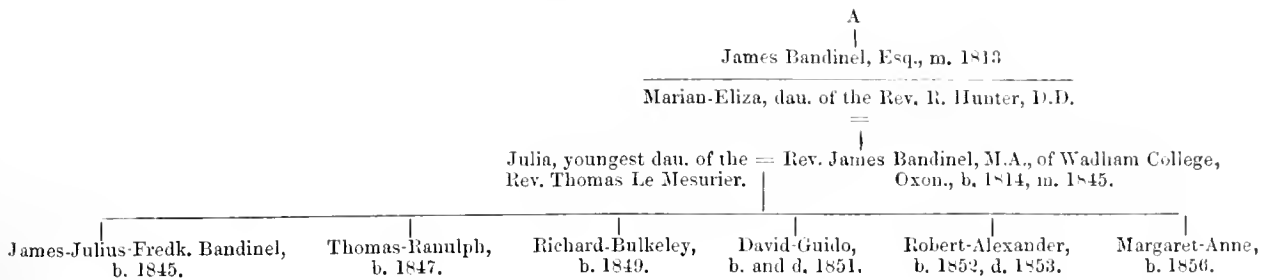 A
James Bandinel, Esq., m. 1813
Marian-Eliza, dau. of the Rev. R. Hunter, D.D.
=
Julia, youngest dau. of the = Rev. James Bandinel, M.A., of Wadham College,
Rev. Thomas Le Mesurier. Oxon., b. 1814, m. 1845.
James-Julius-Fredk. Bandinel, Thomas-Ranulph, Richard-Bulkeley, David-Guido, Robert-Alexander, Margaret-Anne,
b. 1845. b. 1847. b. 1849. b. and d. 1851. b. 1852, d. 1853. b. 1856.